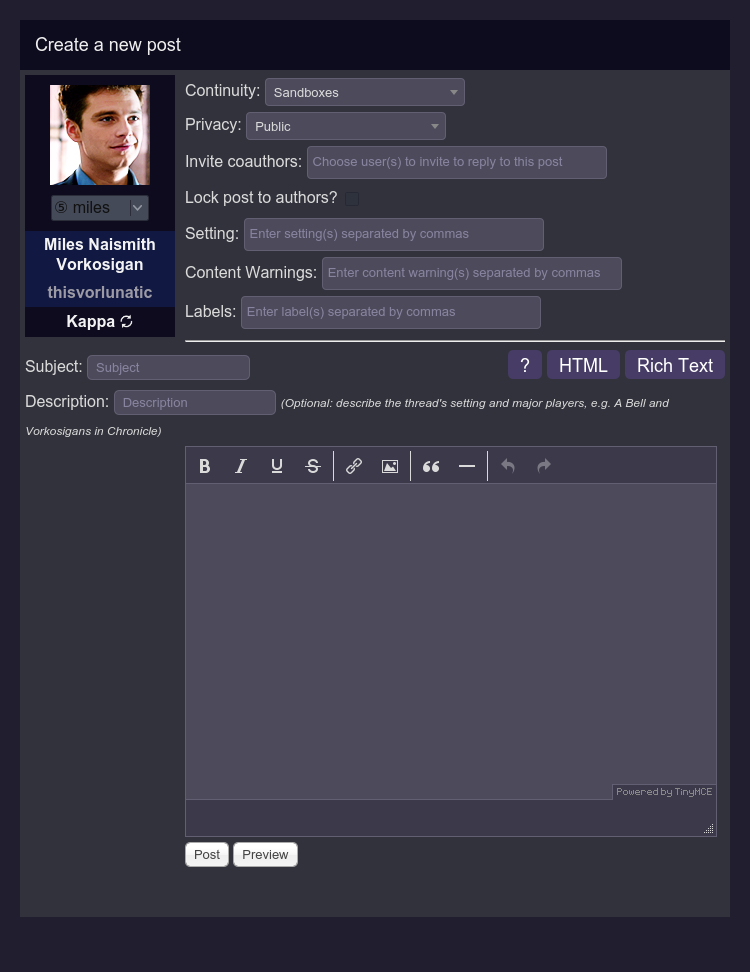 Create a new post
Continuity: Sandboxes
Privacy: Public
Invite coauthors: Choose user(s) to invite to reply to this post
Lock post to authors?
Setting: Enter setting(s) separated by commas
Content Warnings: Enter content warning(s) separated by commas
Labels: Enter label(s) separated by commas
⑤ miles
Miles Naismith
Vorkosigan
thisvorlunatic
Kappa
Subject: Subject
? HTML Rich Text
Description: Description (Optional: describe the thread's setting and major players, e.g. A Bell and
Vorkosigans in Chronicle)
B I U S
Powered by TinyMCE
Post Preview